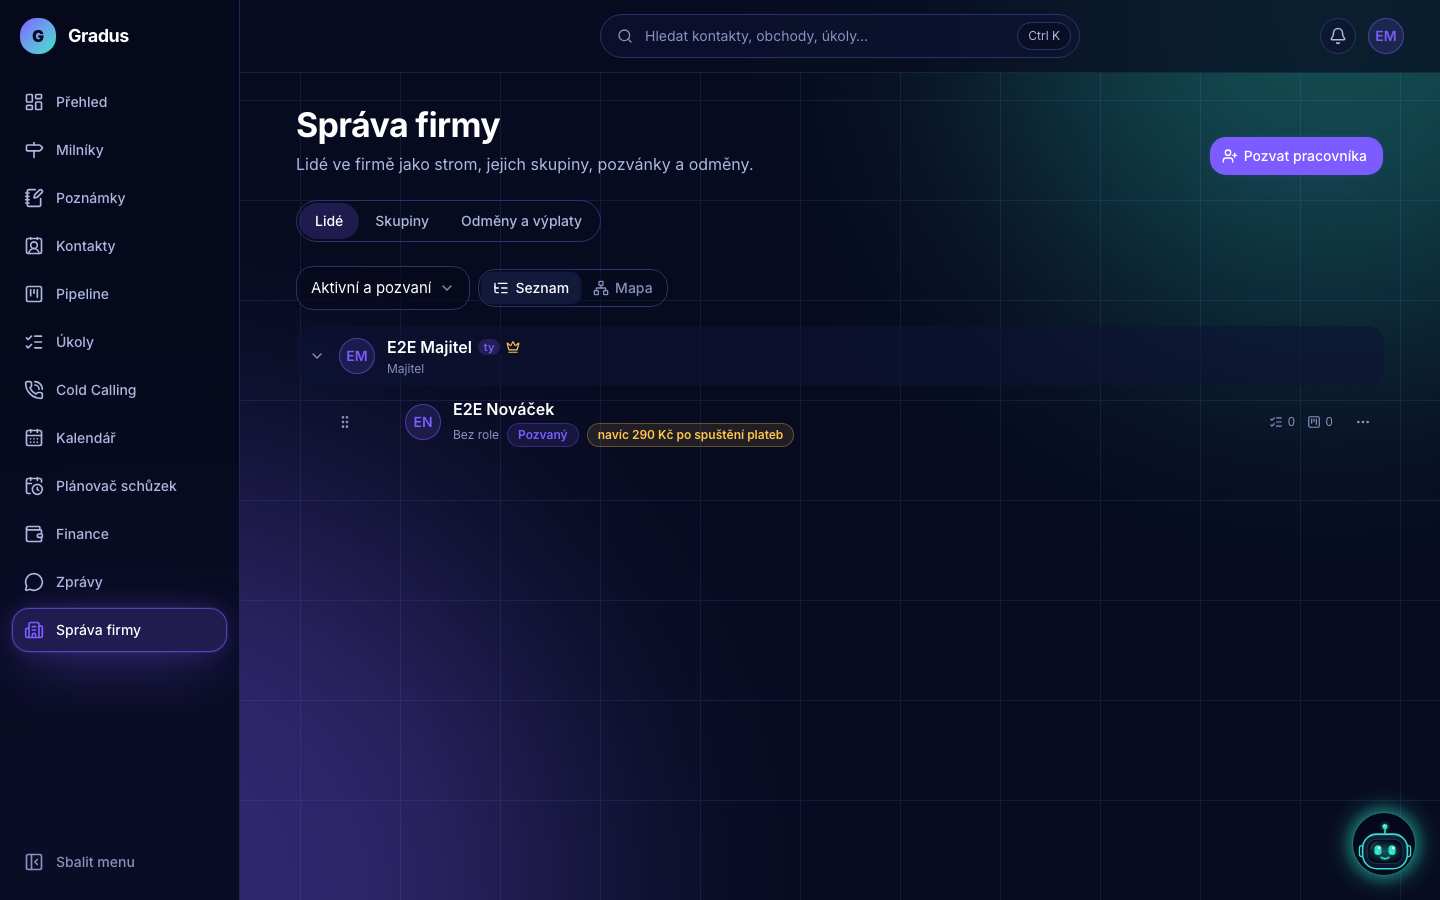 G Gradus
Hledat kontakty, obchody, úkoly...
Ctrl K
EM
Přehled
Milníky
Poznámky
Kontakty
Pipeline
Úkoly
Cold Calling
Kalendář
Plánovač schůzek
Finance
Zprávy
Správa firmy
Sbalit menu
Správa firmy
Lidé ve firmě jako strom, jejich skupiny, pozvánky a odměny.
Pozvat pracovníka
Lidé Skupiny Odměny a výplaty
Aktivní a pozvaní Seznam Mapa
EM E2E Majitel ty
Majitel
EN E2E Nováček
Bez role Pozvaný navíc 290 Kč po spuštění plateb 0 0